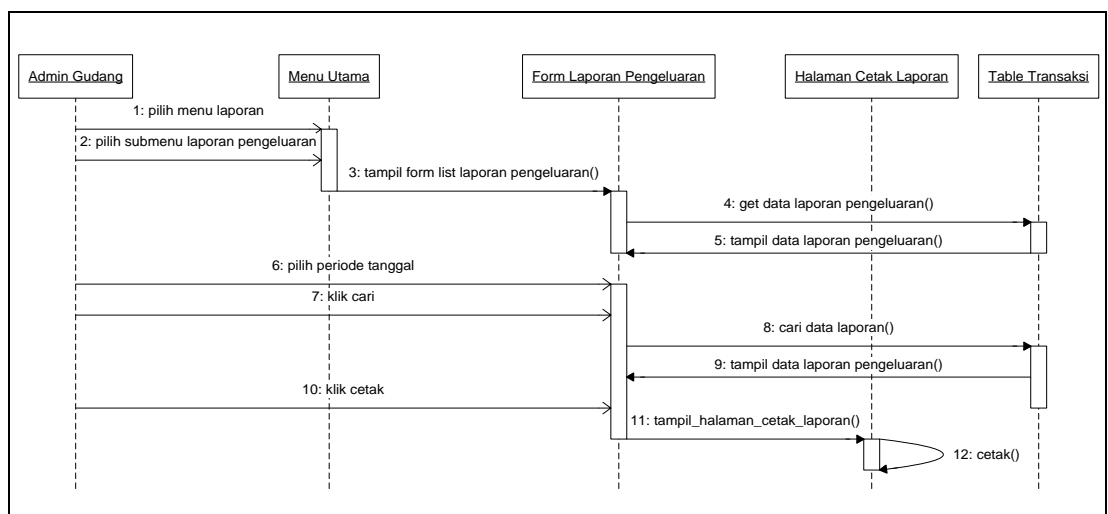 Admin Gudang
Menu Utama
Form Laporan Pengeluaran
Halaman Cetak Laporan
Table Transaksi
1: pilih menu laporan
2: pilih submenu laporan pengeluaran
3: tampil form list laporan pengeluaran()
4: get data laporan pengeluaran()
5: tampil data laporan pengeluaran()
6: pilih periode tanggal
7: klik cari
8: cari data laporan()
9: tampil data laporan pengeluaran()
10: klik cetak
11: tampil_halaman_cetak_laporan()
12: cetak()